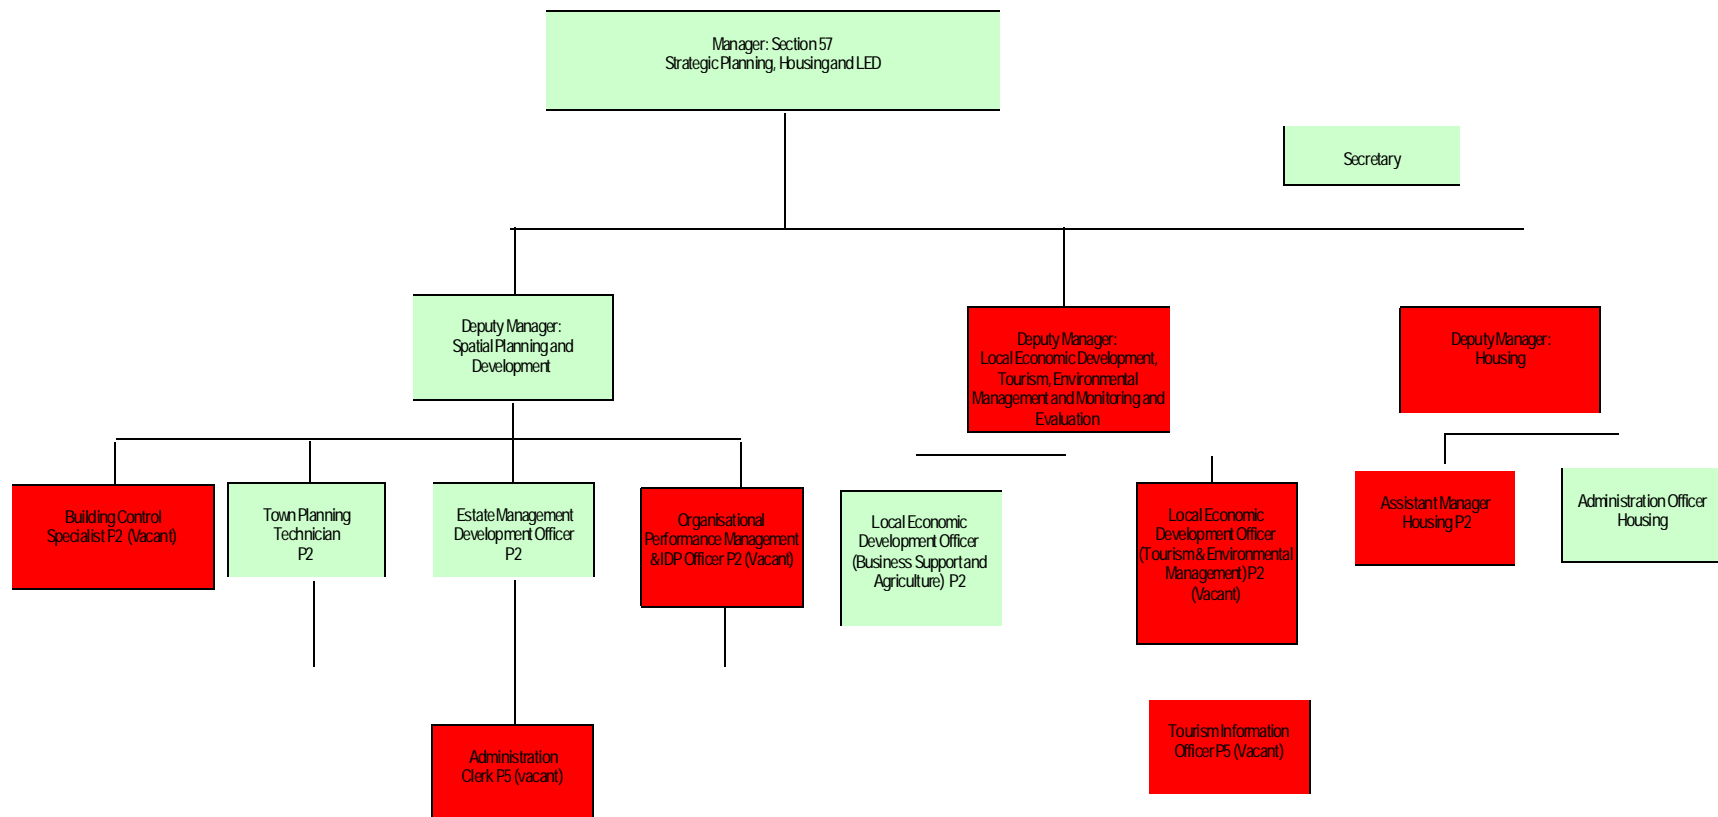 Manager: Section 57
Strategic Planning, Housing and LED
Secretary
Deputy Manager:
Spatial Planning and
Development
Deputy Manager:
Local Economic Development,
Tourism, Environmental
Management and Monitoring and
Evaluation
Deputy Manager:
Housing
Building Control
Specialist P2 (Vacant)
Town Planning
Technician
P2
Estate Management
Development Officer
P2
Organisational
Performance Management
& IDP Officer P2 (Vacant)
Local Economic
Development Officer
(Business Support and
Agriculture) P2
Local Economic
Development Officer
(Tourism & Environmental
Management) P2
(Vacant)
Assistant Manager
Housing P2
Administration Officer
Housing
Administration
Clerk P5 (vacant)
Tourism Information
Officer P5 (Vacant)